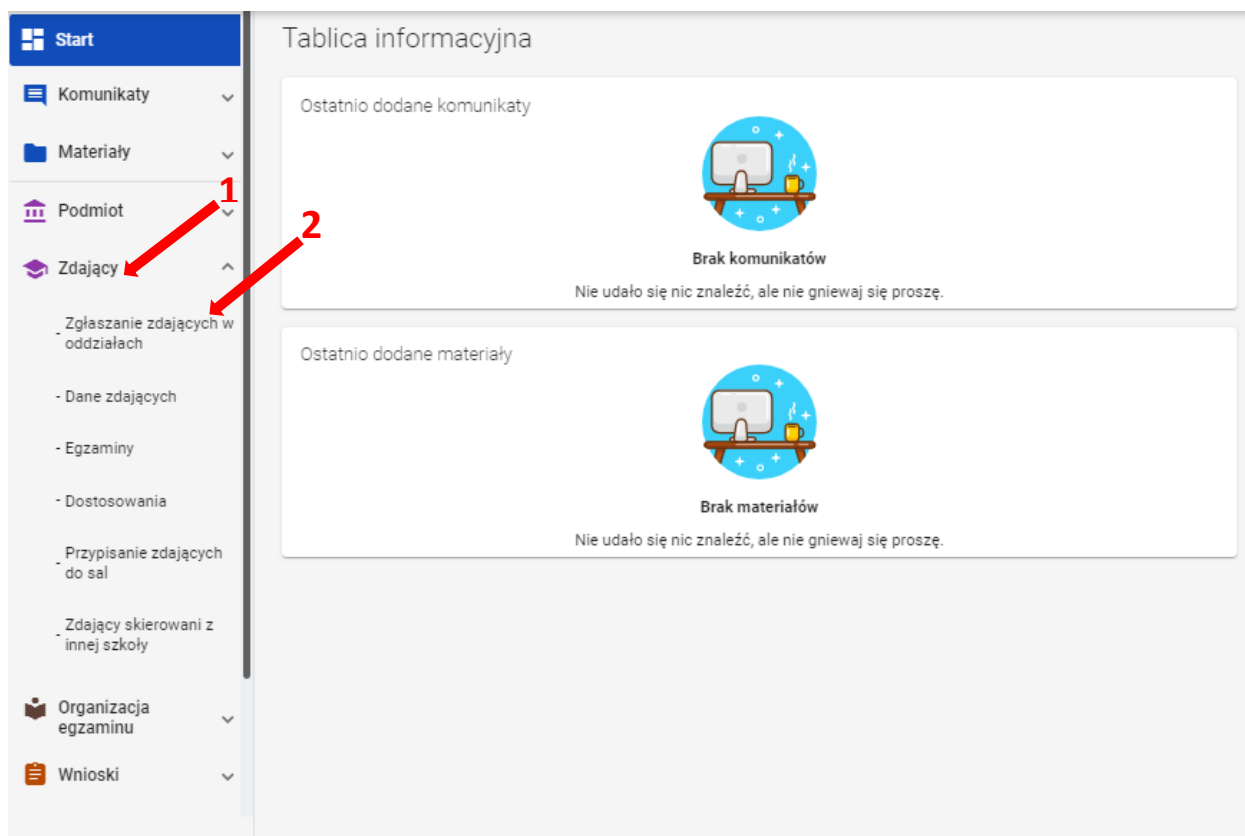 Start
Komunikaty
Materiały
1
Podmiot
2
Zdający
- Zgłaszanie zdających w
oddziałach
- Dane zdających
- Egzaminy
- Dostosowania
- Przypisanie zdających
do sal
- Zdający skierowani z
innej szkoły
Organizacja
egzaminu
Wnioski
Tablica informacyjna
Ostatnio dodane komunikaty
Brak komunikatów
Nie udało się nic znaleźć, ale nie gniewaj się proszę.
Ostatnio dodane materiały
Brak materiałów
Nie udało się nic znaleźć, ale nie gniewaj się proszę.